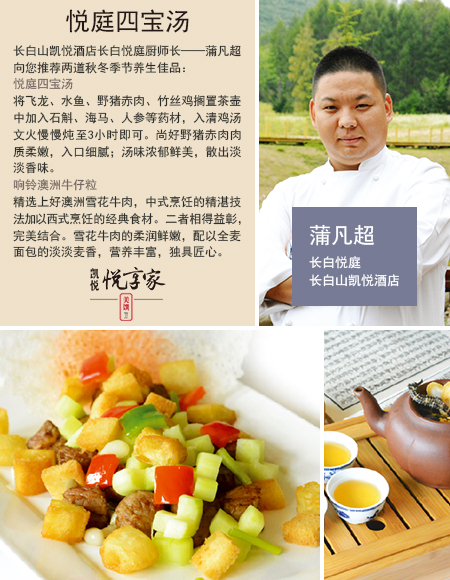 悦庭四宝汤
长白山凯悦酒店长白悦庭厨师长——蒲凡超
向您推荐两道秋冬季节养生佳品：
悦庭四宝汤
将飞龙、水鱼、野猪赤肉、竹丝鸡搁置茶壶
中加入石斛、海马、人参等药材，入清鸡汤
文火慢慢炖至3小时即可。尚好野猪赤肉肉
质柔嫩，入口细腻；汤味浓郁鲜美，散出淡
淡香味。
响铃澳洲牛仔粒
精选上好澳洲雪花牛肉，中式烹饪的精湛技
法加以西式烹饪的经典食材。二者相得益彰，
完美结合。雪花牛肉的柔润鲜嫩，配以全麦
面包的淡淡麦香，营养丰富，独具匠心。
凯悦 悦享家
美馔
蒲凡超
长白悦庭
长白山凯悦酒店